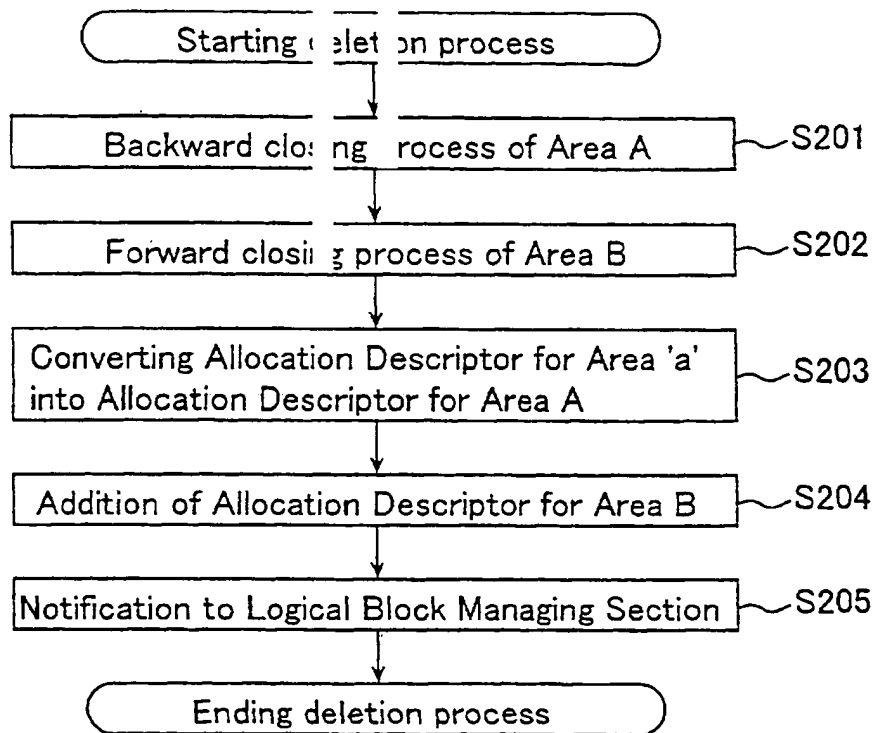 Starting deletion process
Backward closing process of Area A
S201
Forward closing process of Area B
S202
Converting Allocation Descriptor for Area 'a'
into Allocation Descriptor for Area A
S203
Addition of Allocation Descriptor for Area B
S204
Notification to Logical Block Managing Section
S205
Ending deletion process